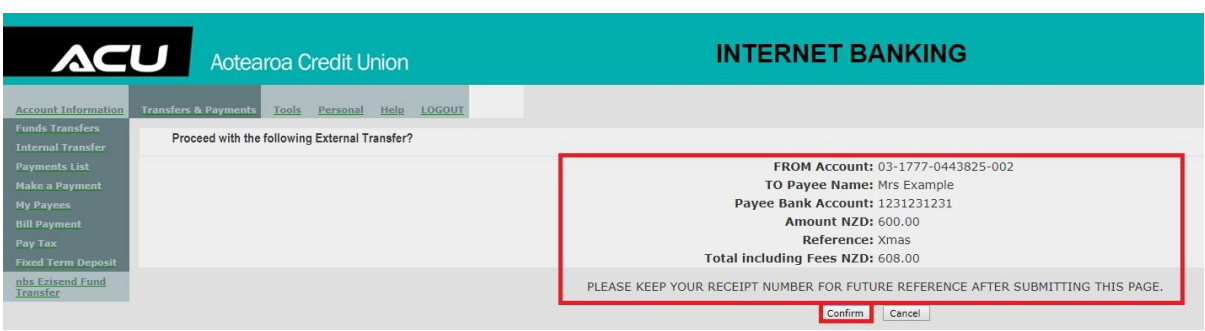 ACU Aotearoa Credit Union INTERNET BANKING
Account Information Transfers & Payments Tools Personal Help LOGOUT
Funds Transfers
Internal Transfer
Payments List
Make a Payment
My Payees
Bill Payment
Pay Tax
Fixed Term Deposit
nbs Ezisend Fund
Transfer
Proceed with the following External Transfer?
FROM Account: 03-1777-0443825-002
TO Payee Name: Mrs Example
Payee Bank Account: 1231231231
Amount NZD: 600.00
Reference: Xmas
Total including Fees NZD: 608.00
PLEASE KEEP YOUR RECEIPT NUMBER FOR FUTURE REFERENCE AFTER SUBMITTING THIS PAGE.
Confirm Cancel